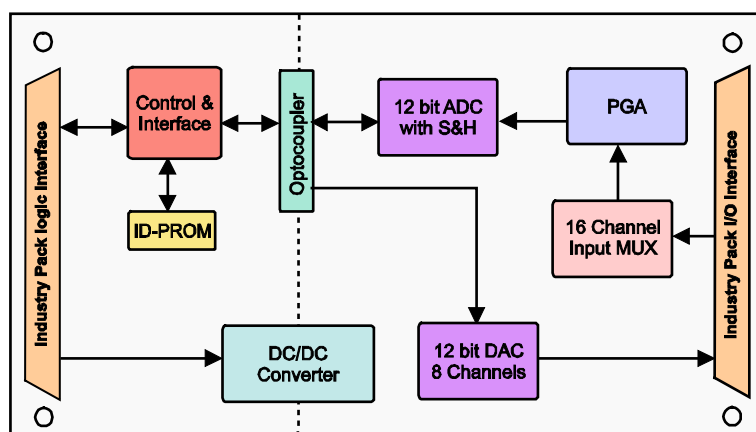 Industry Pack logic Interface
Control &
Interface
ID-PROM
Optocoupler
12 bit ADC
with S&H
PGA
16 Channel
Input MUX
Industry Pack I/O Interface
DC/DC
Converter
12 bit DAC
8 Channels